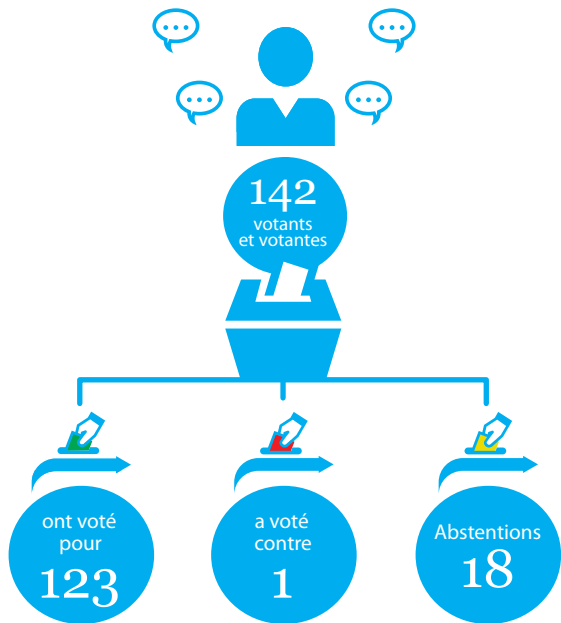 142
votants
et votantes
ont voté
pour
123
a voté
contre
1
Abstentions
18